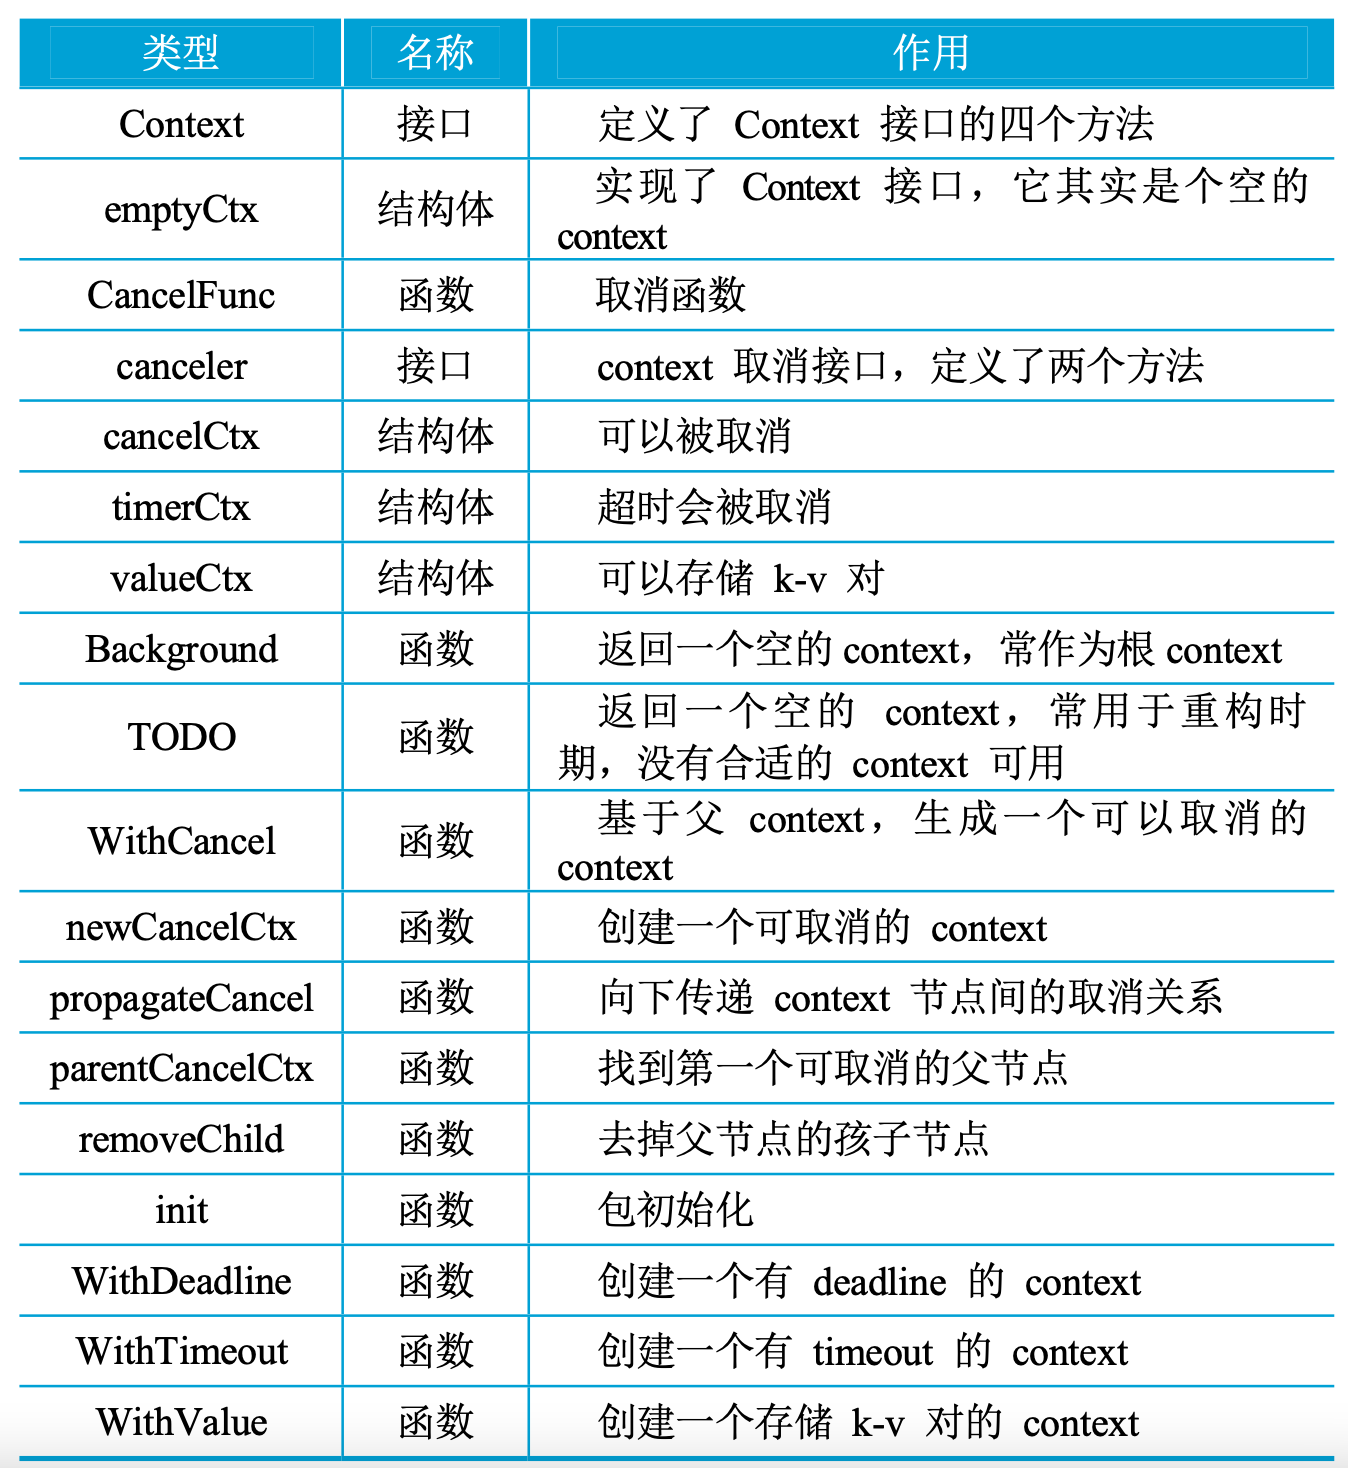 类型 名称 作用
Context 接口 定义了 Context 接口的四个方法
emptyCtx 结构体 实现了 Context 接口，它其实是个空的
context
CancelFunc 函数 取消函数
canceler 接口 context 取消接口，定义了两个方法
cancelCtx 结构体 可以被取消
timerCtx 结构体 超时会被取消
valueCtx 结构体 可以存储 k-v 对
Background 函数 返回一个空的 context，常作为根 context
TODO 函数 返回一个空的 context，常用于重构时
期，没有合适的 context 可用
WithCancel 函数 基于父 context，生成一个可以取消的
context
newCancelCtx 函数 创建一个可取消的 context
propagateCancel 函数 向下传递 context 节点间的取消关系
parentCancelCtx 函数 找到第一个可取消的父节点
removeChild 函数 去掉父节点的孩子节点
init 函数 包初始化
WithDeadline 函数 创建一个有 deadline 的 context
WithTimeout 函数 创建一个有 timeout 的 context
WithValue 函数 创建一个存储 k-v 对的 context